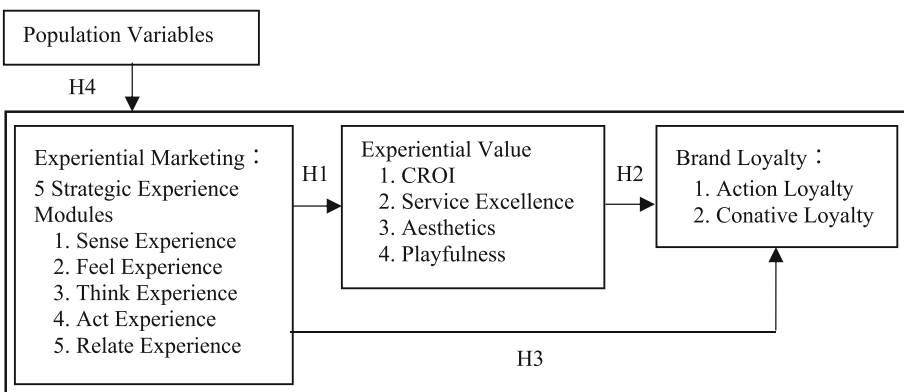 Population Variables
H4
Experiential Marketing：
5 Strategic Experience
Modules
1. Sense Experience
2. Feel Experience
3. Think Experience
4. Act Experience
5. Relate Experience
H1
Experiential Value
1. CROI
2. Service Excellence
3. Aesthetics
4. Playfulness
H2
Brand Loyalty：
1. Action Loyalty
2. Conative Loyalty
H3